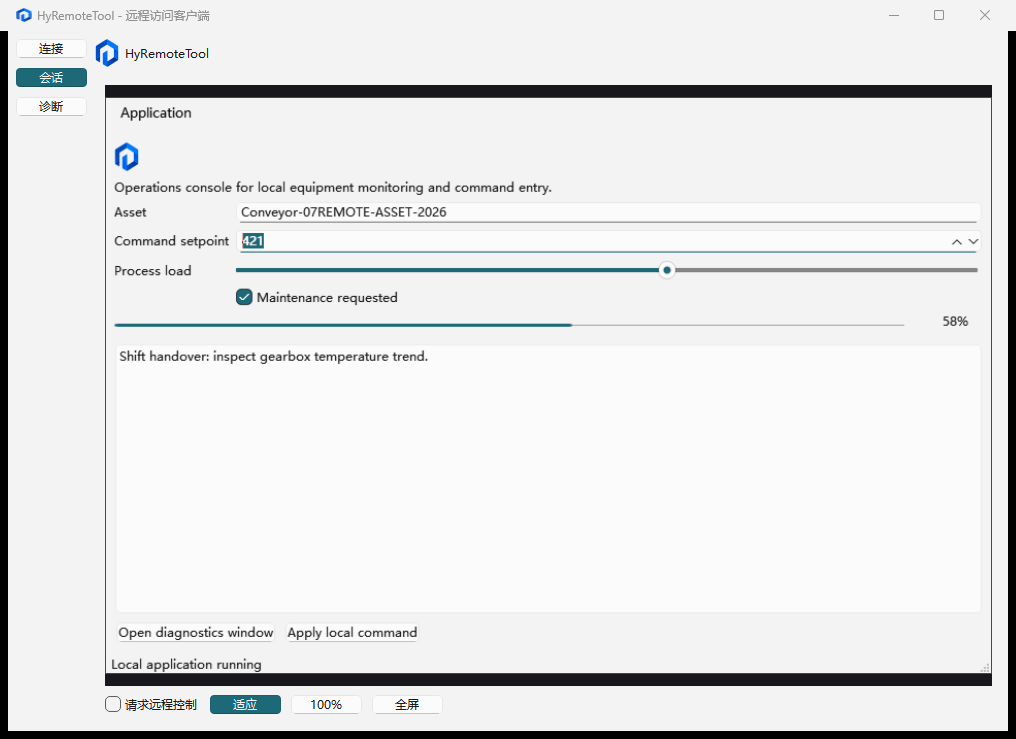 HyRemoteTool - 远程访问客户端
连接
会话
诊断
HyRemoteTool
Application
Operations console for local equipment monitoring and command entry.
Asset Conveyor-07REMOTE-ASSET-2026
Command setpoint 421
Process load
Maintenance requested
58%
Shift handover: inspect gearbox temperature trend.
Open diagnostics window Apply local command
Local application running
请求远程控制 适应 100% 全屏